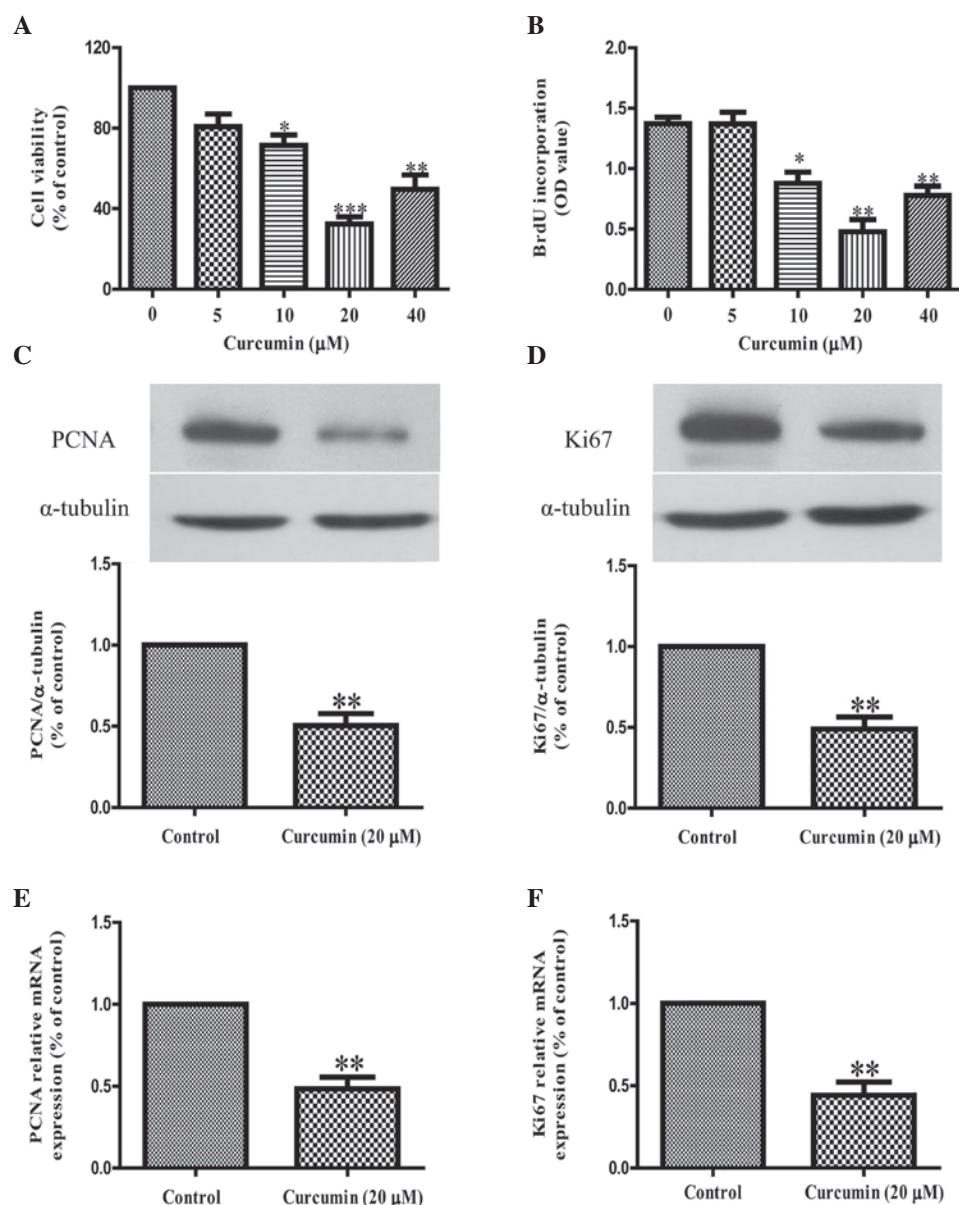 A
120
80
40
0
Cell viability
(% of control)
*
***
**
0 5 10 20 40
Curcumin (μM)
B
2.0
1.5
1.0
0.5
0.0
BrdU incorporation
(OD value)
*
**
**
0 5 10 20 40
Curcumin (μM)
C
PCNA
α-tubulin
1.5
1.0
0.5
0.0
PCNA/α-tubulin
(% of control)
**
Control Curcumin (20 μM)
D
Ki67
α-tubulin
1.5
1.0
0.5
0.0
Ki67/α-tubulin
(% of control)
**
Control Curcumin (20 μM)
E
1.5
1.0
0.5
0.0
PCNA relative mRNA
expression (% of control)
**
Control Curcumin (20 μM)
F
1.5
1.0
0.5
0.0
Ki67 relative mRNA
expression (% of control)
**
Control Curcumin (20 μM)